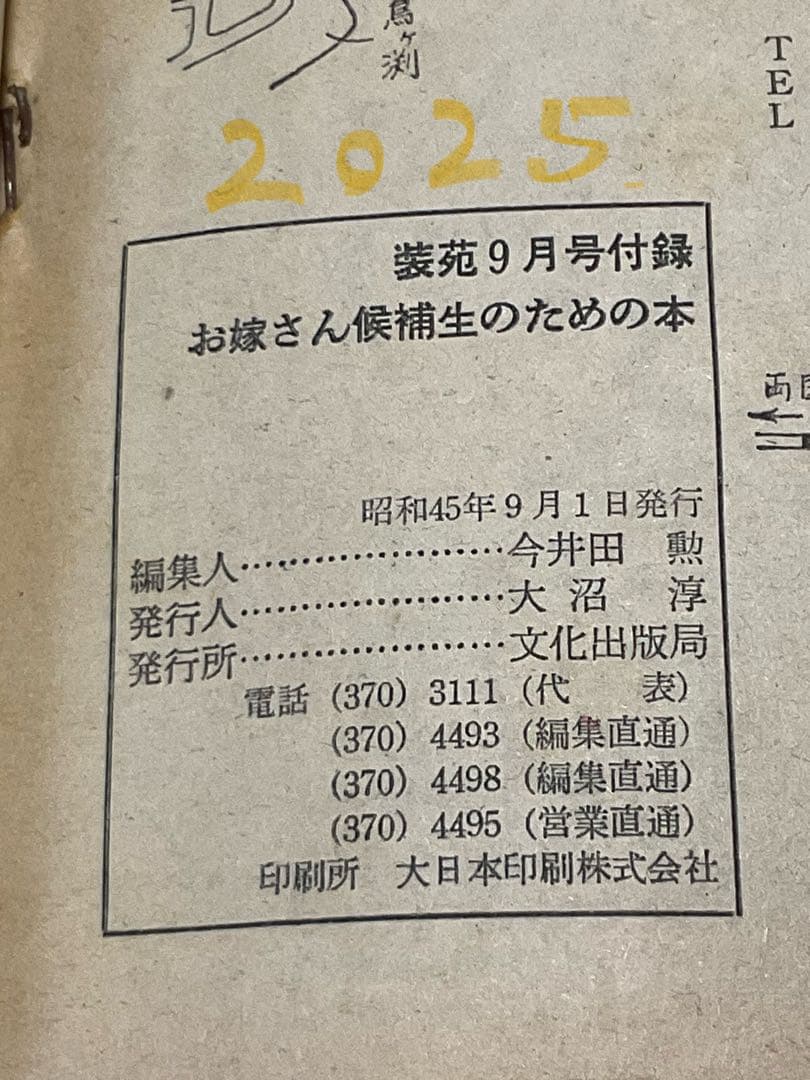 鳥ヶ渕
TEL
2025
装苑9月号付録
お嫁さん候補生のための本
両国
昭和45年9月1日発行
編集人……………………今井田　勲
発行人……………………大沼　淳
発行所……………………文化出版局
電話 (370) 3111 (代　表)
(370) 4493 (編集直通)
(370) 4498 (編集直通)
(370) 4495 (営業直通)
印刷所　大日本印刷株式会社